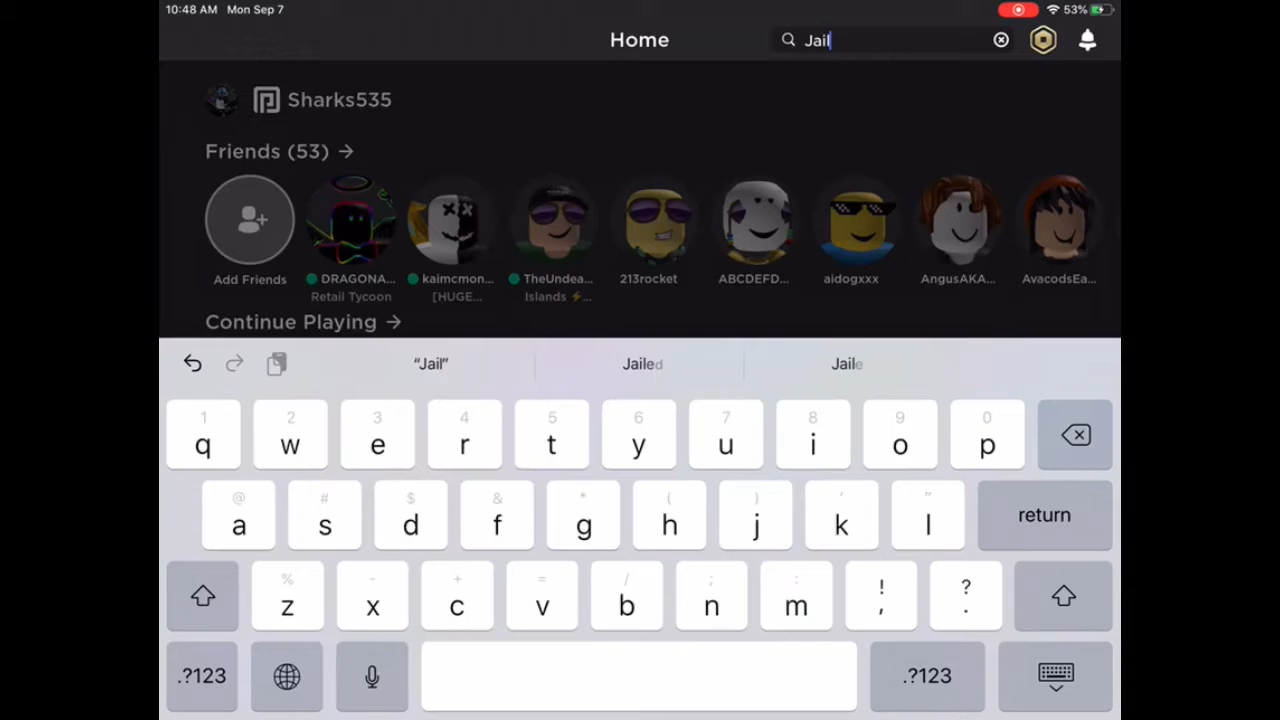 10:48 AM Mon Sep 7
53%
Home
Jail
Sharks535
Friends (53) →
Add Friends
DRAGONA...
Retail Tycoon
kaimcmon...
[HUGE...
TheUndea...
Islands ⚡...
213rocket
ABCDEFD...
aidogxxx
AngusAKA...
AvacodsEa...
Continue Playing →
“Jail” Jailed Jaile
1 2 3 4 5 6 7 8 9 0
q w e r t y u i o p
@ # $ & * ( ) ' "
a s d f g h j k l return
% - + = / ; : ! ?
z x c v b n m , .
.?123 .?123